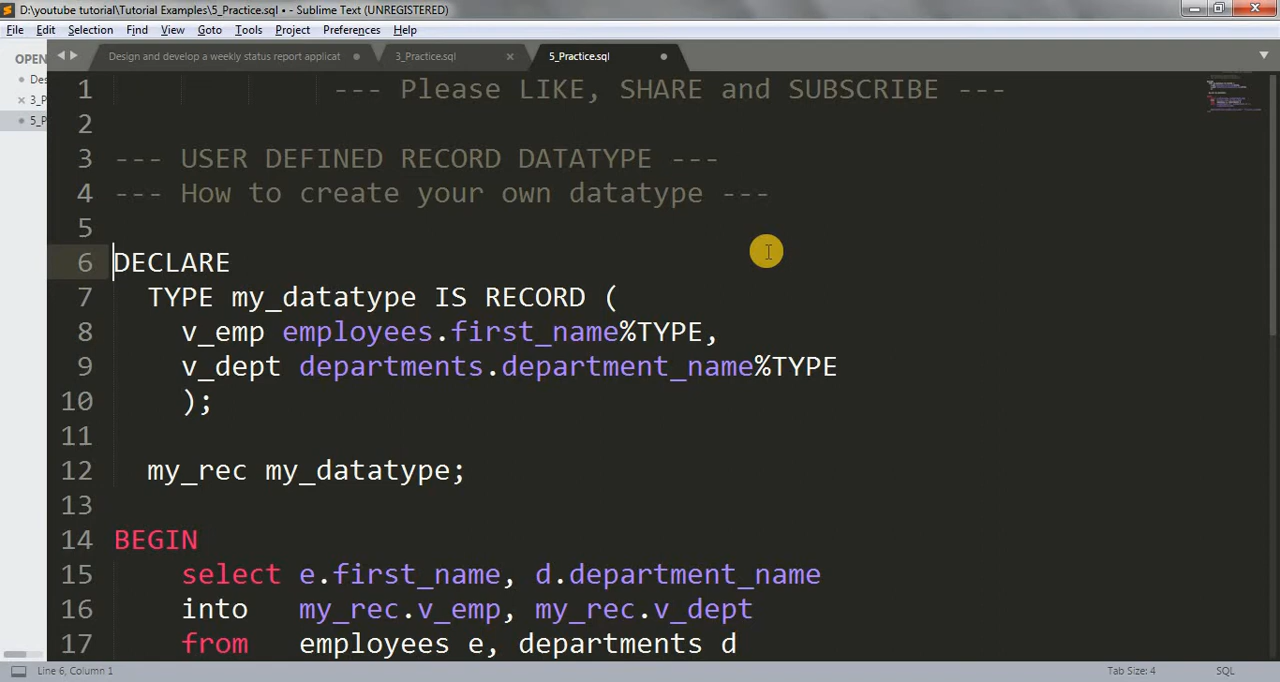 D:\youtube tutorial\Tutorial Examples\5_Practice.sql • - Sublime Text (UNREGISTERED)
File Edit Selection Find View Goto Tools Project Preferences Help
OPEN
Des
3_P
5_P
Design and develop a weekly status report applicat
3_Practice.sql
5_Practice.sql
1 --- Please LIKE, SHARE and SUBSCRIBE ---
2
3 --- USER DEFINED RECORD DATATYPE ---
4 --- How to create your own datatype ---
5
6 DECLARE
7 TYPE my_datatype IS RECORD (
8 v_emp employees.first_name%TYPE,
9 v_dept departments.department_name%TYPE
10 );
11
12 my_rec my_datatype;
13
14 BEGIN
15 select e.first_name, d.department_name
16 into my_rec.v_emp, my_rec.v_dept
17 from employees e, departments d
Line 6, Column 1
Tab Size: 4
SQL